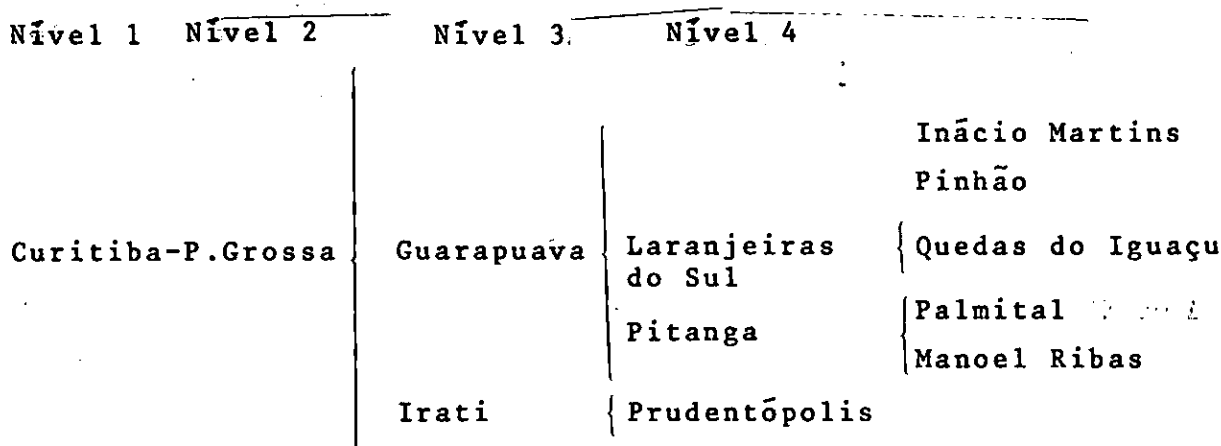 Nível 1 Nível 2 Nível 3 Nível 4
Inácio Martins
Pinhão
Curitiba-P.Grossa Guarapuava Laranjeiras do Sul Quedas do Iguaçu
Pitanga Palmital
Manoel Ribas
Irati Prudentópolis